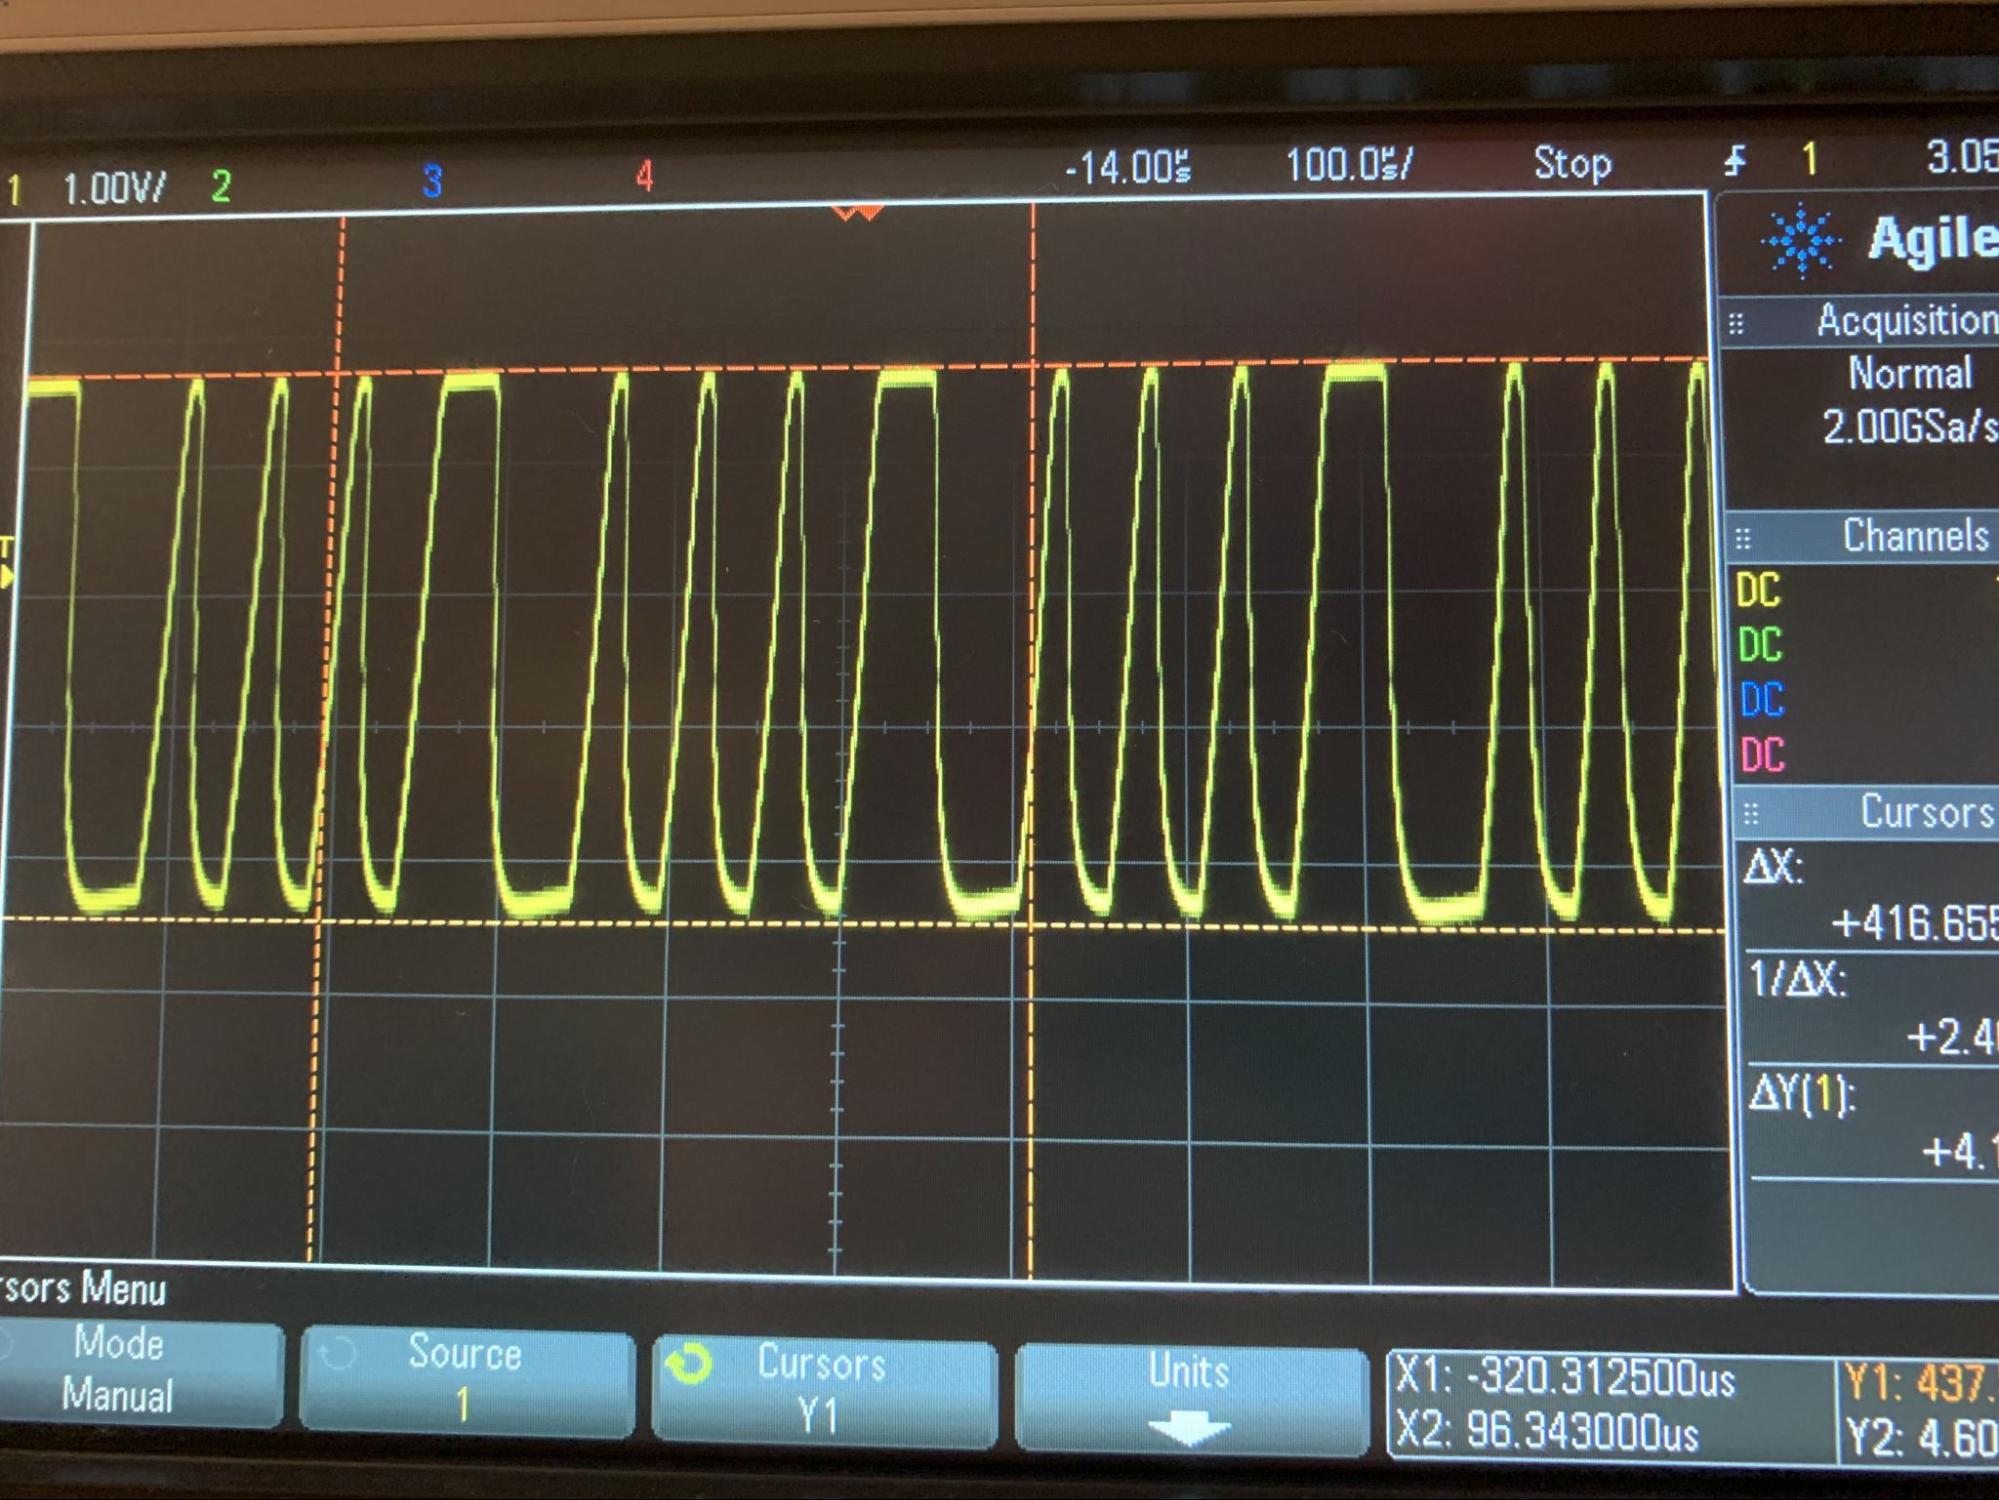 1 1.00V/ 2 3 4 -14.00µs 100.0µs/ Stop 1 3.05
Agile
Acquisition
Normal
2.00GSa/s
T
Channels
DC
DC
DC
DC
Cursors
ΔX:
+416.655
1/ΔX:
+2.40
ΔY(1):
+4.1
rsors Menu
Mode
Manual
Source
1
Cursors
Y1
Units
X1: -320.312500us
X2: 96.343000us
Y1: 437.
Y2: 4.60